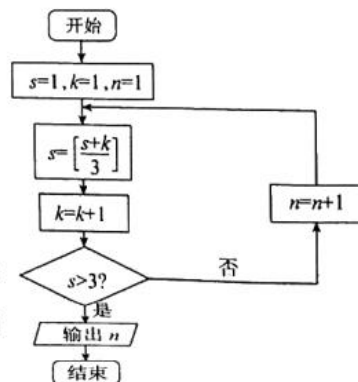 开始
s=1,k=1,n=1
s=[(s+k)/3]
k=k+1
n=n+1
s>3?
否
是
输出 n
结束